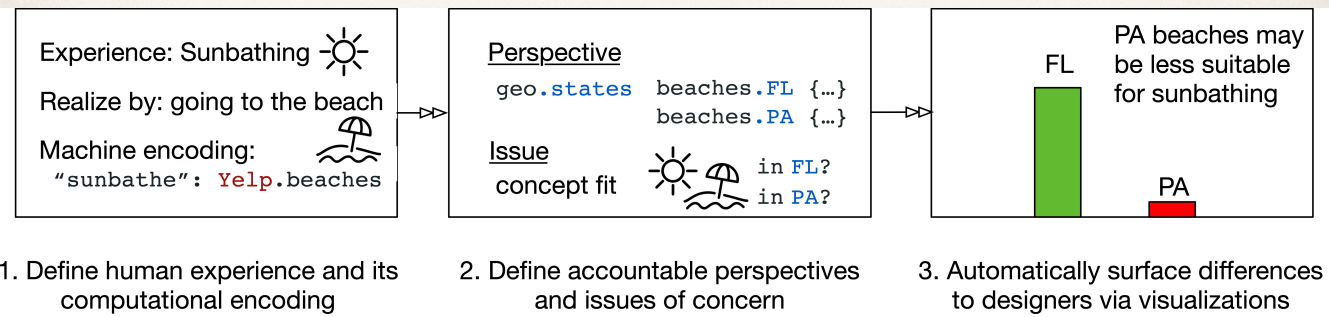 Experience: Sunbathing
Realize by: going to the beach
Machine encoding:
“sunbathe”: Yelp.beaches
Perspective
geo.states beaches.FL {…}
beaches.PA {…}
Issue
concept fit
in FL?
in PA?
PA beaches may
be less suitable
for sunbathing
FL
PA
1. Define human experience and its
computational encoding
2. Define accountable perspectives
and issues of concern
3. Automatically surface differences
to designers via visualizations